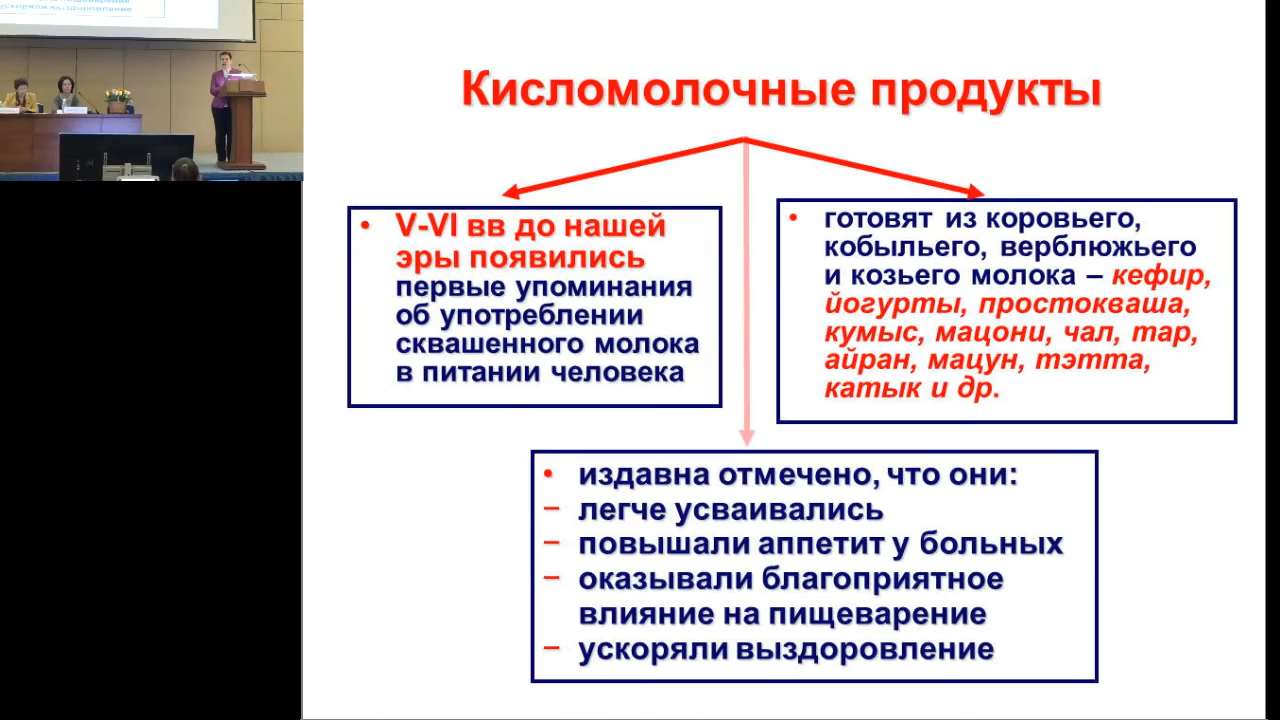 ускоряли выздоровление
Кисломолочные продукты
• V-VI вв до нашей
эры появились
первые упоминания
об употреблении
сквашенного молока
в питании человека
• готовят из коровьего,
кобыльего, верблюжьего
и козьего молока – кефир,
йогурты, простокваша,
кумыс, мацони, чал, тар,
айран, мацун, тэтта,
катык и др.
• издавна отмечено, что они:
– легче усваивались
– повышали аппетит у больных
– оказывали благоприятное
влияние на пищеварение
– ускоряли выздоровление